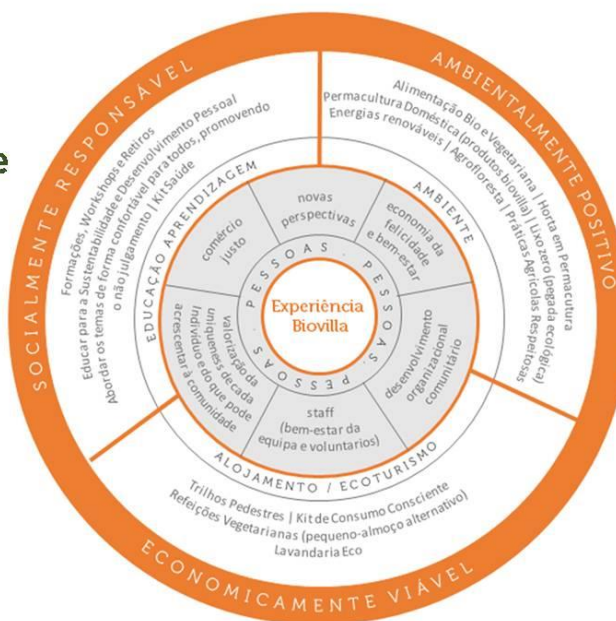 e
SOCIALMENTE RESPONSÁVEL
AMBIENTALMENTE POSITIVO
ECONOMICAMENTE VIÁVEL
Formações, Workshops e Retiros
Educar para a Sustentabilidade e Desenvolvimento Pessoal
Abordar os temas de forma confortável para todos, promovendo
o não julgamento | Kit Saúde
Alimentação Bio e Vegetariana | Horta em Permacultura
Permacultura Doméstica (produtos biovilla) | Lixo zero (pegada ecológica)
Energias renováveis | Agrofloresta | Práticas Agrícolas Respeitosas
EDUCAÇÃO APRENDIZAGEM
AMBIENTE
ALOJAMENTO / ECOTURISMO
comércio
justo
novas
perspectivas
economia da
felicidade
e bem-estar
desenvolvimento
organizacional
comunitário
staff
(bem-estar da
equipa e voluntarios)
valorização da
uniqueness de cada
Individuo e do que pode
acrescentar à comunidade
PESSOAS . PESSOAS . PESSOAS .
Experiência
Biovilla
Trilhos Pedestres | Kit de Consumo Consciente
Refeições Vegetarianas (pequeno-almoço alternativo)
Lavandaria Eco